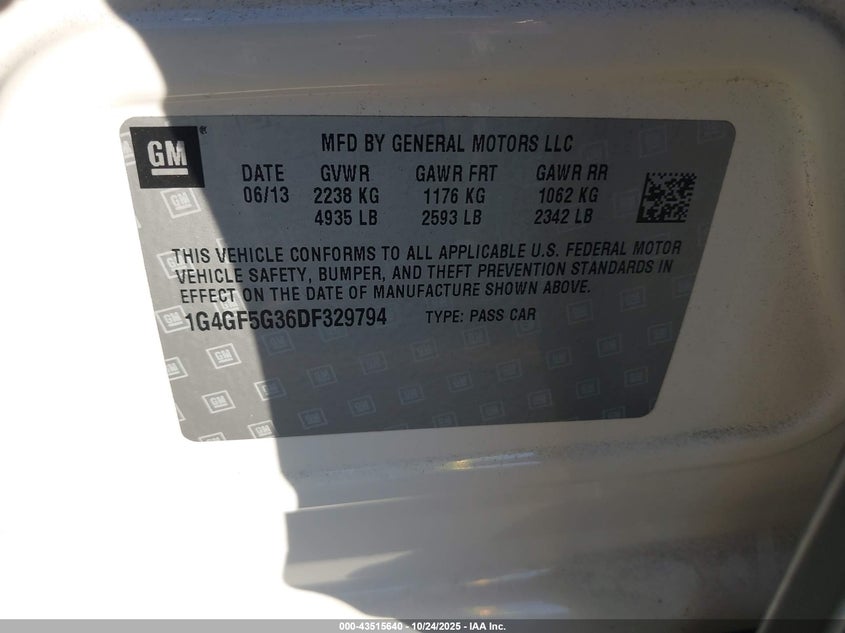 GM
MFD BY GENERAL MOTORS LLC
DATE GVWR GAWR FRT GAWR RR
06/13 2238 KG 1176 KG 1062 KG
4935 LB 2593 LB 2342 LB
THIS VEHICLE CONFORMS TO ALL APPLICABLE U.S. FEDERAL MOTOR
VEHICLE SAFETY, BUMPER, AND THEFT PREVENTION STANDARDS IN
EFFECT ON THE DATE OF MANUFACTURE SHOWN ABOVE.
1G4GF5G36DF329794 TYPE: PASS CAR
000-43515640 - 10/24/2025 - IAA Inc.